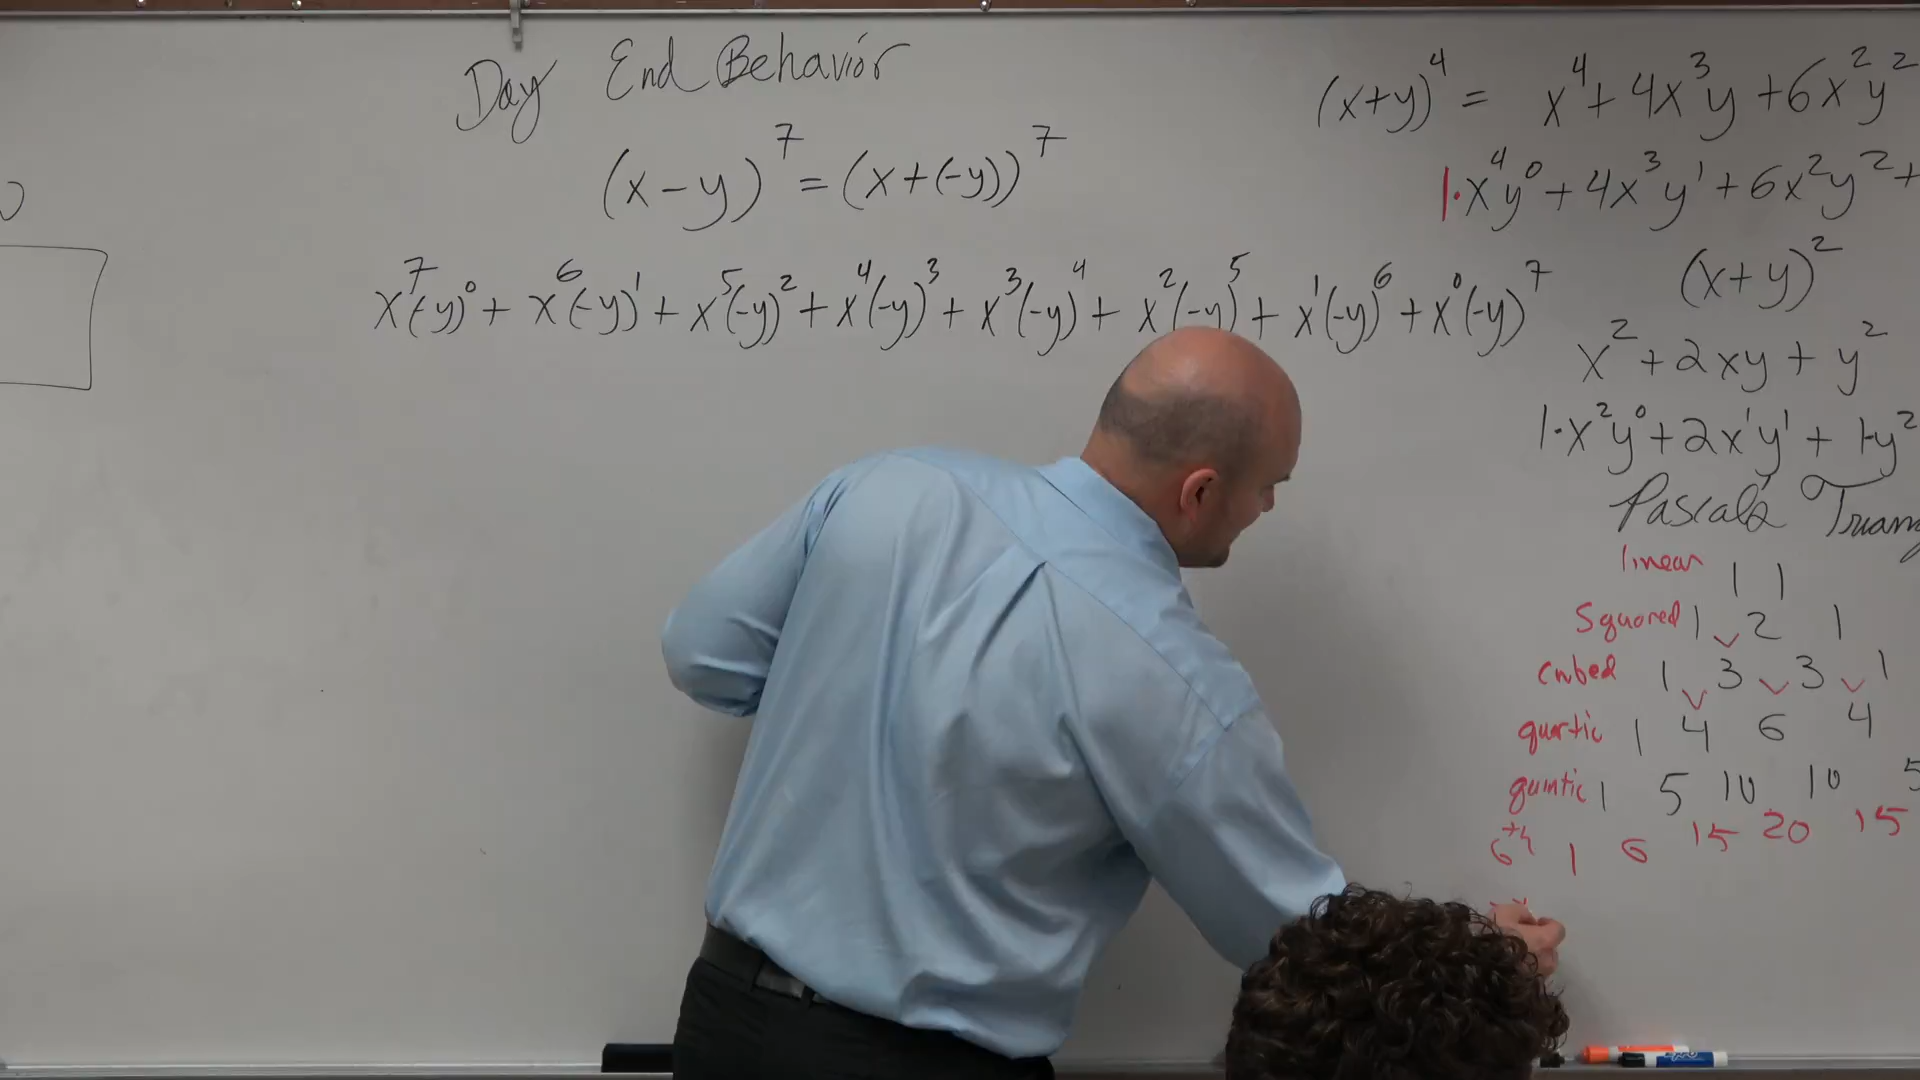 Day End Behavior
(x-y)^7 = (x+(-y))^7
x^7(-y)^0 + x^6(-y)^1 + x^5(-y)^2 + x^4(-y)^3 + x^3(-y)^4 + x^2(-y)^5 + x^1(-y)^6 + x^0(-y)^7
(x+y)^4 = x^4 + 4x^3y + 6x^2y^2
1·x^4y^0 + 4x^3y^1 + 6x^2y^2 +
(x+y)^2
x^2 + 2xy + y^2
1·x^2y^0 + 2x^1y^1 + 1·y^2
Pascal's
linear 1 1
Squared 1 2 1
cubed 1 3 3 1
quartic 1 4 6 4
quintic 1 5 10 10 5
6th 1 6 15 20 15